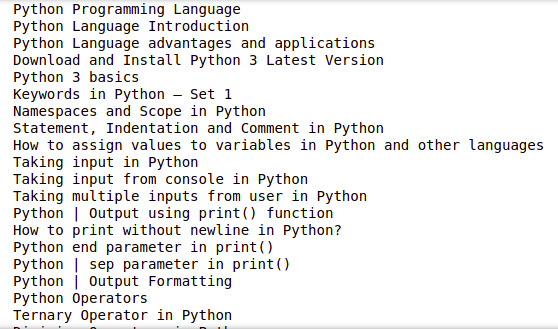 Python Programming Language
Python Language Introduction
Python Language advantages and applications
Download and Install Python 3 Latest Version
Python 3 basics
Keywords in Python – Set 1
Namespaces and Scope in Python
Statement, Indentation and Comment in Python
How to assign values to variables in Python and other languages
Taking input in Python
Taking input from console in Python
Taking multiple inputs from user in Python
Python | Output using print() function
How to print without newline in Python?
Python end parameter in print()
Python | sep parameter in print()
Python | Output Formatting
Python Operators
Ternary Operator in Python